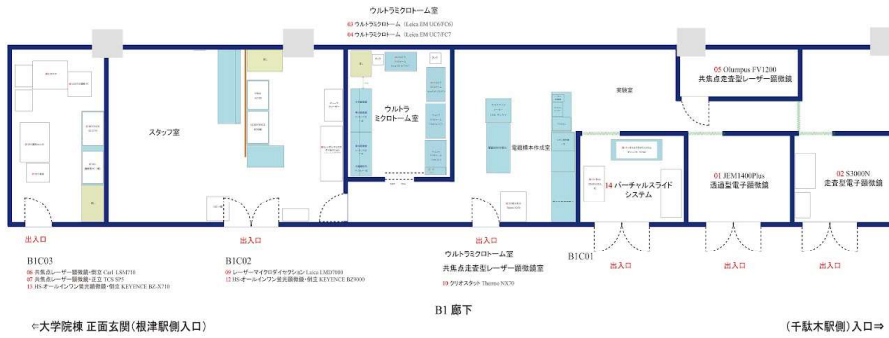 ウルトラミクロトーム室
03 ウルトラミクロトーム (Leica EM UC6/FC6)
04 ウルトラミクロトーム (Leica EM UC7/FC7)
05 Olumpus FV1200
共焦点走査型レーザー顕微鏡
実験室
スタッフ室
ウルトラ
ミクロトーム室
電顕標本作成室
14 バーチャルスライド
システム
01 JEM1400Plus
透過型電子顕微鏡
02 S3000N
走査型電子顕微鏡
出入口
出入口
出入口
出入口
出入口
出入口
B1C03
06 共焦点レーザー顕微鏡・倒立 Carl LSM710
07 共焦点レーザー顕微鏡・正立 TCS SP5
13 HS-オールインワン蛍光顕微鏡・倒立 KEYENCE BZ-X710
B1C02
09 レーザーマイクロダイセクション Leica LMD7000
12 HS-オールインワン蛍光顕微鏡・倒立 KEYENCE BZ9000
ウルトラミクロトーム室
共焦点走査型レーザー顕微鏡室
10 クリオスタット Thermo NX70
B1C01
B1 廊下
⇐大学院棟 正面玄関(根津駅側入口)
(千駄木駅側)入口⇒